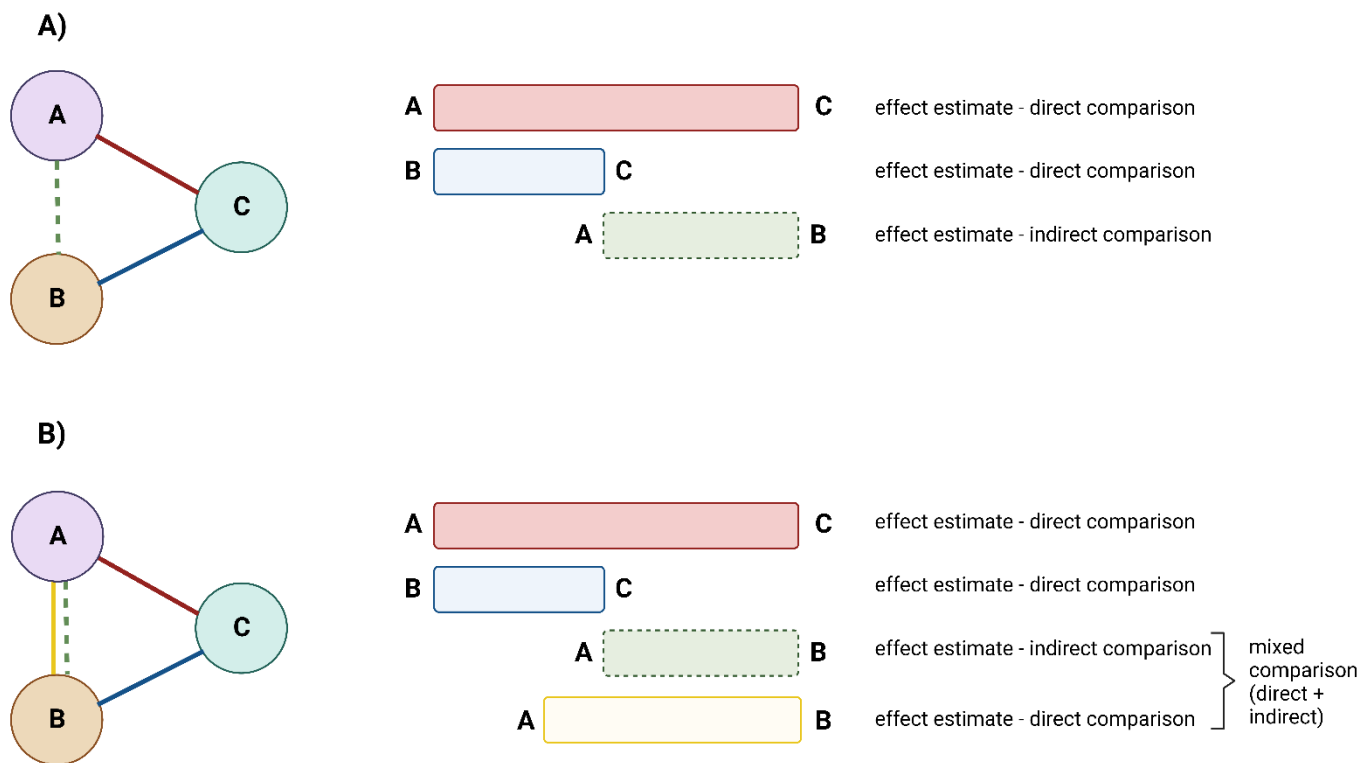 A)
A
B
C
A C effect estimate - direct comparison
B C effect estimate - direct comparison
A B effect estimate - indirect comparison
B)
A
B
C
A C effect estimate - direct comparison
B C effect estimate - direct comparison
A B effect estimate - indirect comparison
A B effect estimate - direct comparison
mixed
comparison
(direct +
indirect)